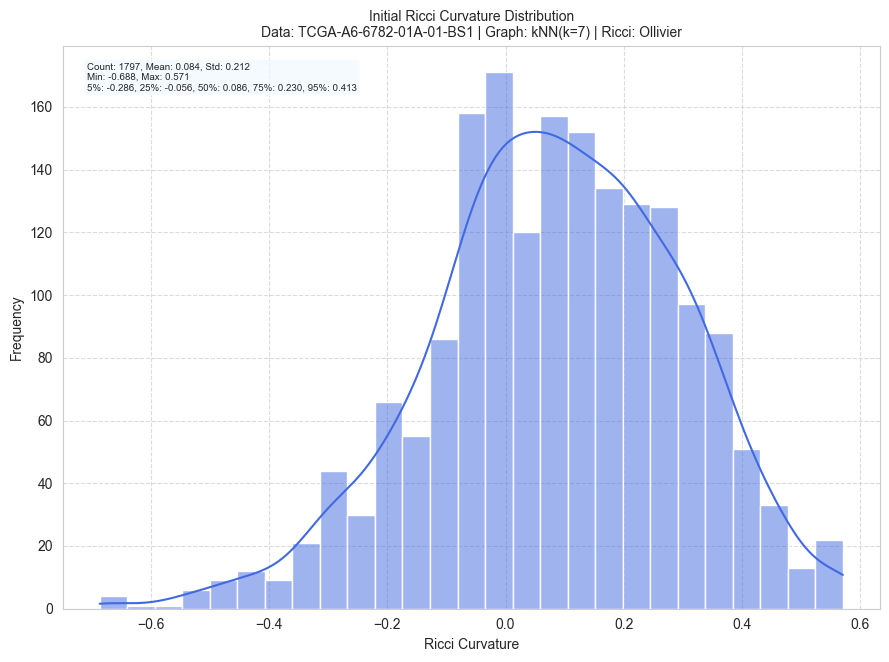 Initial Ricci Curvature Distribution
Data: TCGA-A6-6782-01A-01-BS1 | Graph: kNN(k=7) | Ricci: Ollivier
Count: 1797, Mean: 0.084, Std: 0.212
Min: -0.688, Max: 0.571
5%: -0.286, 25%: -0.056, 50%: 0.086, 75%: 0.230, 95%: 0.413
Frequency
160
140
120
100
80
60
40
20
0
−0.6 −0.4 −0.2 0.0 0.2 0.4 0.6
Ricci Curvature